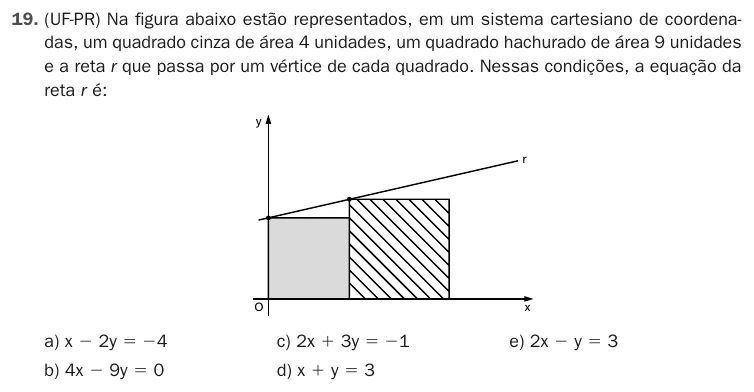 19. (UF-PR) Na figura abaixo estão representados, em um sistema cartesiano de coordena-
das, um quadrado cinza de área 4 unidades, um quadrado hachurado de área 9 unidades
e a reta r que passa por um vértice de cada quadrado. Nessas condições, a equação da
reta r é:
y
r
O
x
a) x − 2y = −4
c) 2x + 3y = −1
e) 2x − y = 3
b) 4x − 9y = 0
d) x + y = 3